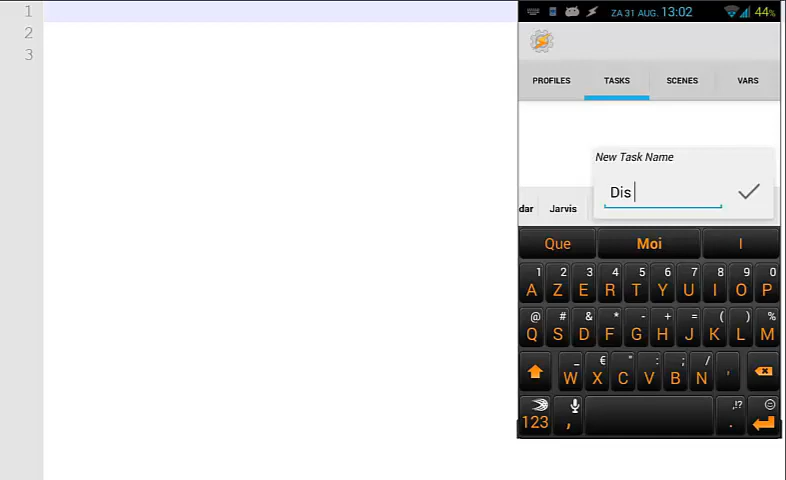 1
2
3
ZA 31 AUG. 13:02 44%
PROFILES TASKS SCENES VARS
New Task Name
Dis
dar Jarvis
Que Moi I
1 2 3 4 5 6 7 8 9 0
A Z E R T Y U I O P
@ # & * - + = ( ) %
Q S D F G H J K L M
_ € " : ; /
W X C V B N '
,!?
123 , .